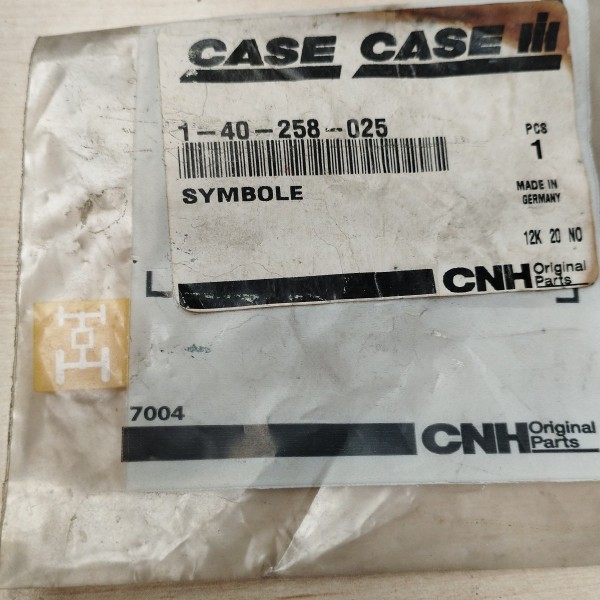 CASE CASE IH
1-40-258-025
PCS
1
SYMBOLE
MADE IN
GERMANY
12K 20 NO
CNH Original
Parts
7004
CNH Original
Parts